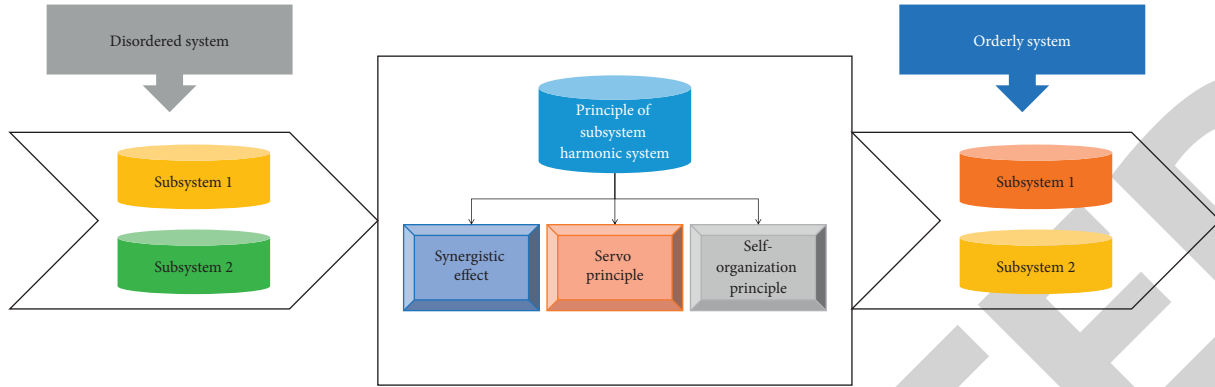 Disordered system
Subsystem 1
Subsystem 2
Principle of
subsystem
harmonic system
Synergistic
effect
Servo
principle
Self-
organization
principle
Orderly system
Subsystem 1
Subsystem 2